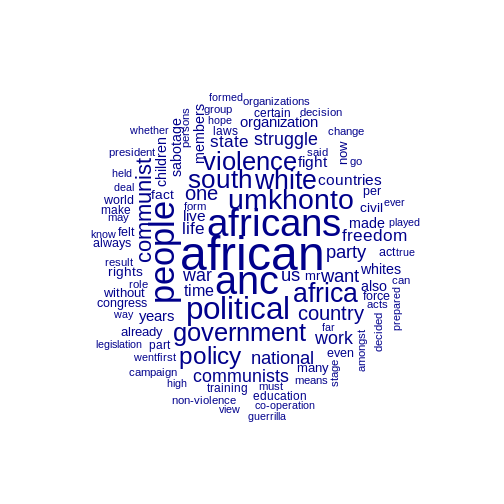 formed
group organizations
persons hope certain decision
whether members laws organization change
sabotage state struggle said now
president children violence fight go
held communist fact south white countries
deal one umkhonto per
world form civil ever
make live africans made played
may people life freedom
know felt african party act true
always war us mr want whites
result time anc africa also can
rights force
role acts
without political country prepared
congress
way years government work far decided
already amongst
legislation part policy national even
wentfirst many stage
campaign communists means
high training must education
non-violence view co-operation
guerrilla